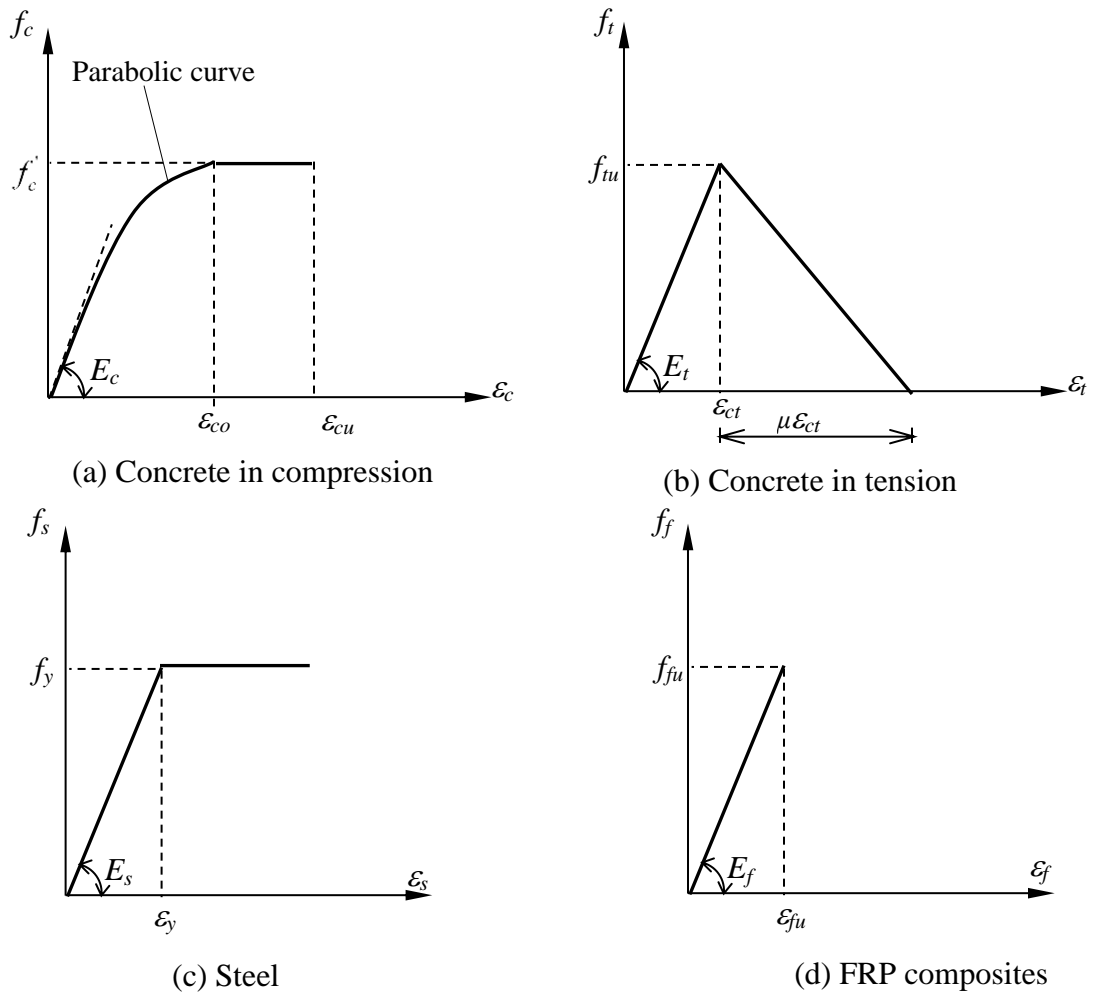 f_c
Parabolic curve
f'_c
E_c
ε_c
ε_co
ε_cu
(a) Concrete in compression
f_t
f_tu
E_t
ε_t
ε_ct
με_ct
(b) Concrete in tension
f_s
f_y
E_s
ε_s
ε_y
(c) Steel
f_f
f_fu
E_f
ε_f
ε_fu
(d) FRP composites